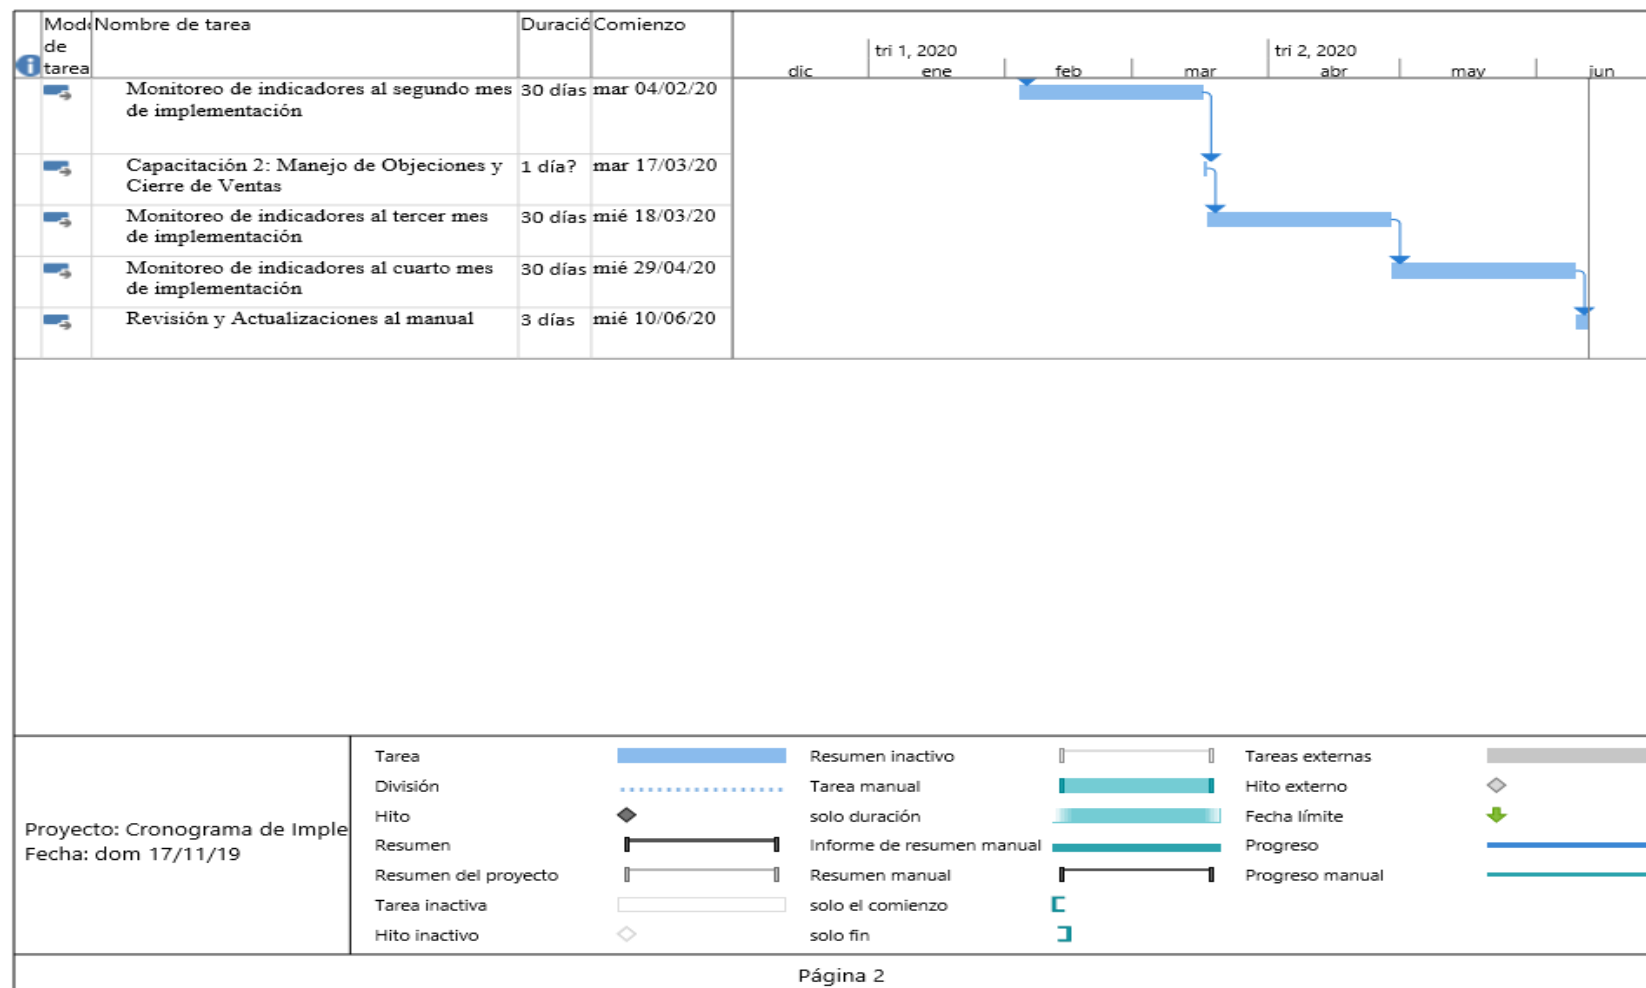 Modo Nombre de tarea Duració Comienzo
de
tarea
tri 1, 2020 tri 2, 2020
dic ene feb mar abr may jun
Monitoreo de indicadores al segundo mes 30 días mar 04/02/20
de implementación
Capacitación 2: Manejo de Objeciones y 1 día? mar 17/03/20
Cierre de Ventas
Monitoreo de indicadores al tercer mes 30 días mié 18/03/20
de implementación
Monitoreo de indicadores al cuarto mes 30 días mié 29/04/20
de implementación
Revisión y Actualizaciones al manual 3 días mié 10/06/20
Proyecto: Cronograma de Imple
Fecha: dom 17/11/19
Tarea Resumen inactivo Tareas externas
División Tarea manual Hito externo
Hito solo duración Fecha límite
Resumen Informe de resumen manual Progreso
Resumen del proyecto Resumen manual Progreso manual
Tarea inactiva solo el comienzo
Hito inactivo solo fin
Página 2